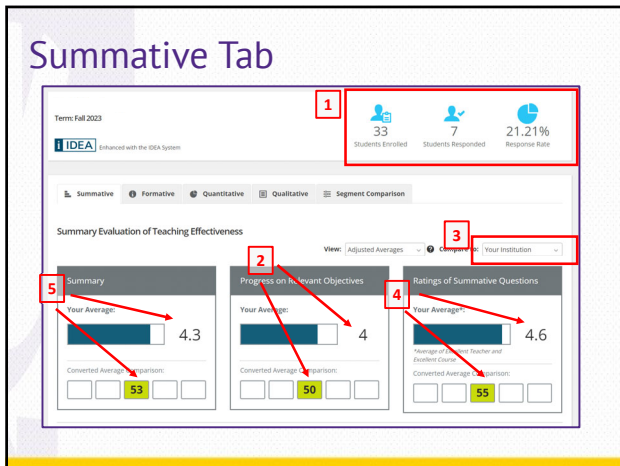 Summative Tab
Term: Fall 2023
1
33
Students Enrolled
7
Students Responded
21.21%
Response Rate
i IDEA Enhanced with the IDEA System
Summative
Formative
Quantitative
Qualitative
Segment Comparison
Summary Evaluation of Teaching Effectiveness
View: Adjusted Averages
Compare to: Your Institution
3
5
Summary
Your Average:
4.3
Converted Average Comparison:
53
2
Progress on Relevant Objectives
Your Average:
4
Converted Average Comparison:
50
4
Ratings of Summative Questions
Your Average*:
4.6
*Average of Excellent Teacher and
Excellent Course
Converted Average Comparison:
55